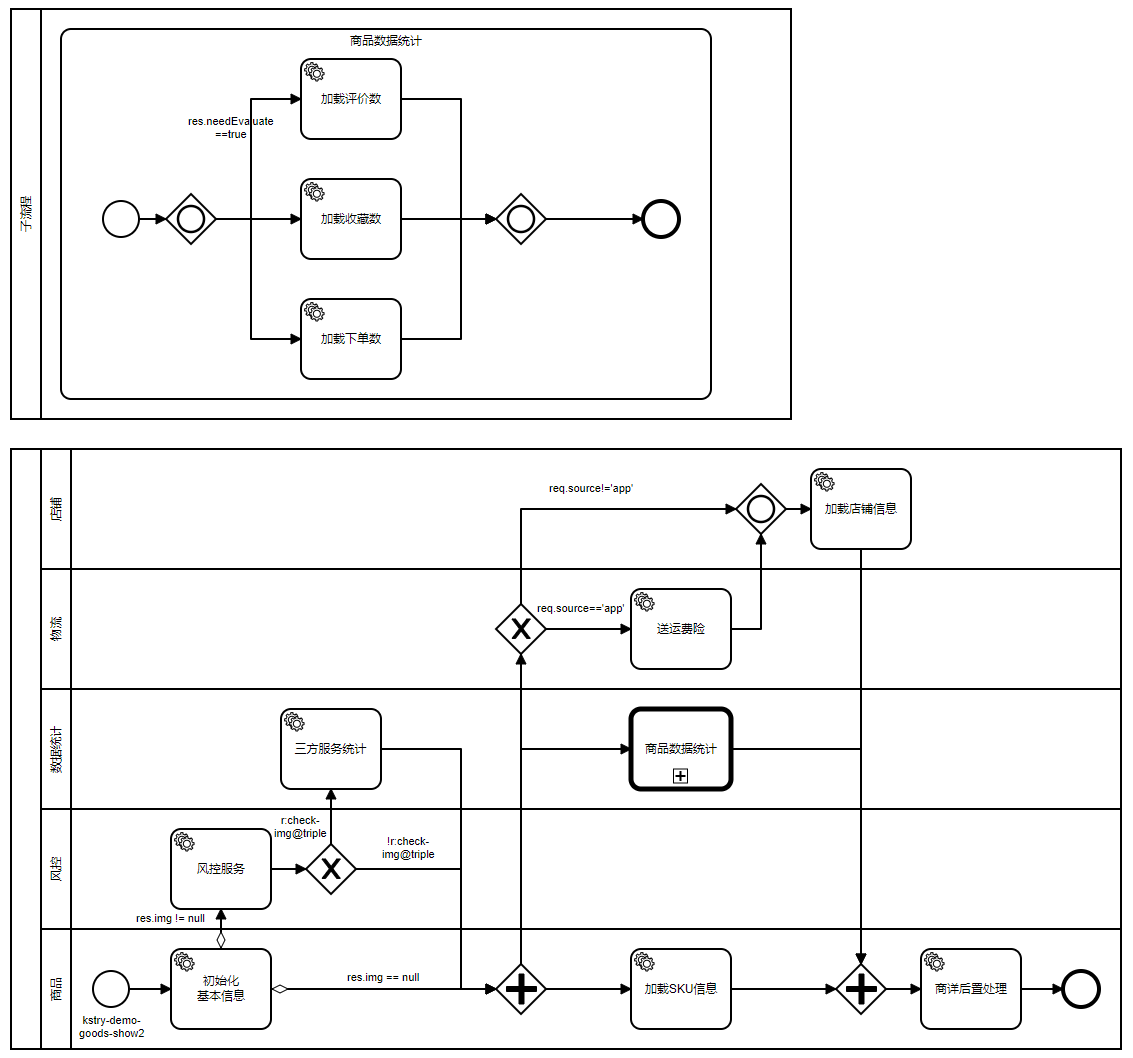 商品数据统计
加载评价数
res.needEvaluate
==true
子流程
加载收藏数
加载下单数
店铺
req.source!='app'
加载店铺信息
物流
req.source=='app'
送运费险
数据统计
三方服务统计
商品数据统计
风控
r:check-
img@triple
!r:check-
img@triple
风控服务
res.img != null
商品
初始化
基本信息
res.img == null
加载SKU信息
商详后置处理
kstry-demo-
goods-show2